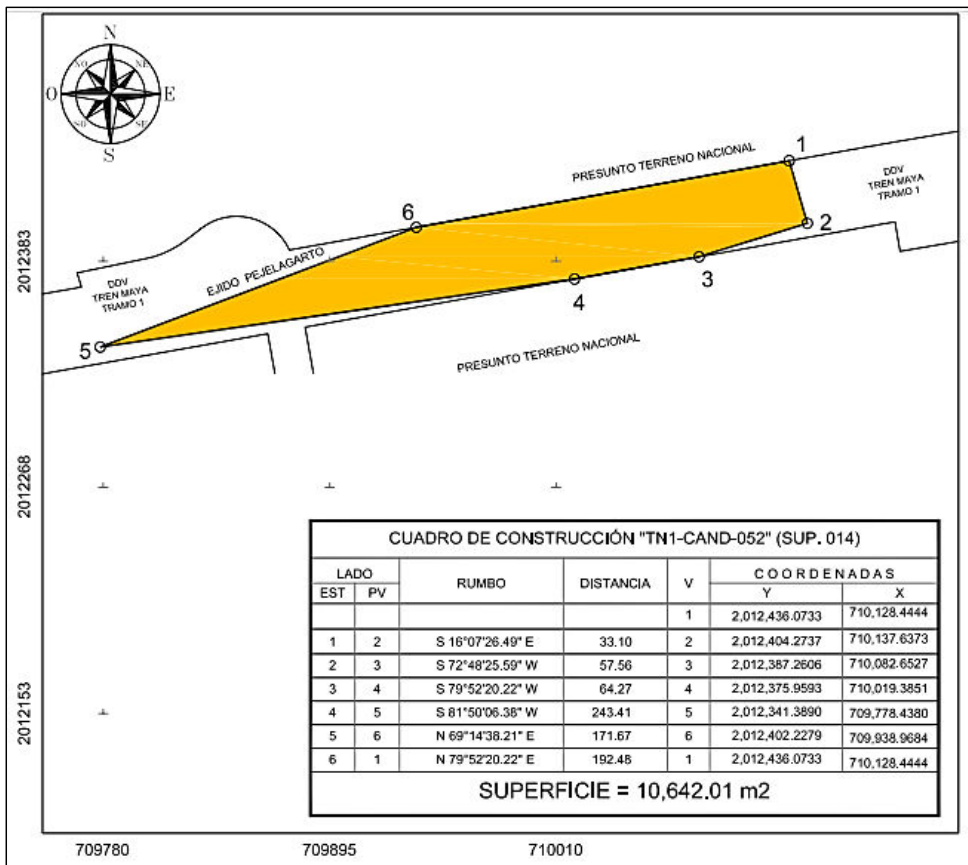 N
NO NE
O E
SO SE
S
PRESUNTO TERRENO NACIONAL
1
DDV
TREN MAYA
TRAMO 1
2
6
3
EJIDO PEJELAGARTO
4
DDV
TREN MAYA
TRAMO 1
5
PRESUNTO TERRENO NACIONAL
2012383
2012268
2012153
CUADRO DE CONSTRUCCIÓN "TN1-CAND-052" (SUP. 014)
LADO RUMBO DISTANCIA V COORDENADAS
EST PV Y X
1 2,012,436.0733 710,128.4444
1 2 S 16°07'26.49" E 33.10 2 2,012,404.2737 710,137.6373
2 3 S 72°48'25.59" W 57.56 3 2,012,387.2606 710,082.6527
3 4 S 79°52'20.22" W 64.27 4 2,012,375.9593 710,019.3851
4 5 S 81°50'06.38" W 243.41 5 2,012,341.3890 709,778.4380
5 6 N 69°14'38.21" E 171.67 6 2,012,402.2279 709,938.9684
6 1 N 79°52'20.22" E 192.48 1 2,012,436.0733 710,128.4444
SUPERFICIE = 10,642.01 m2
709780 709895 710010